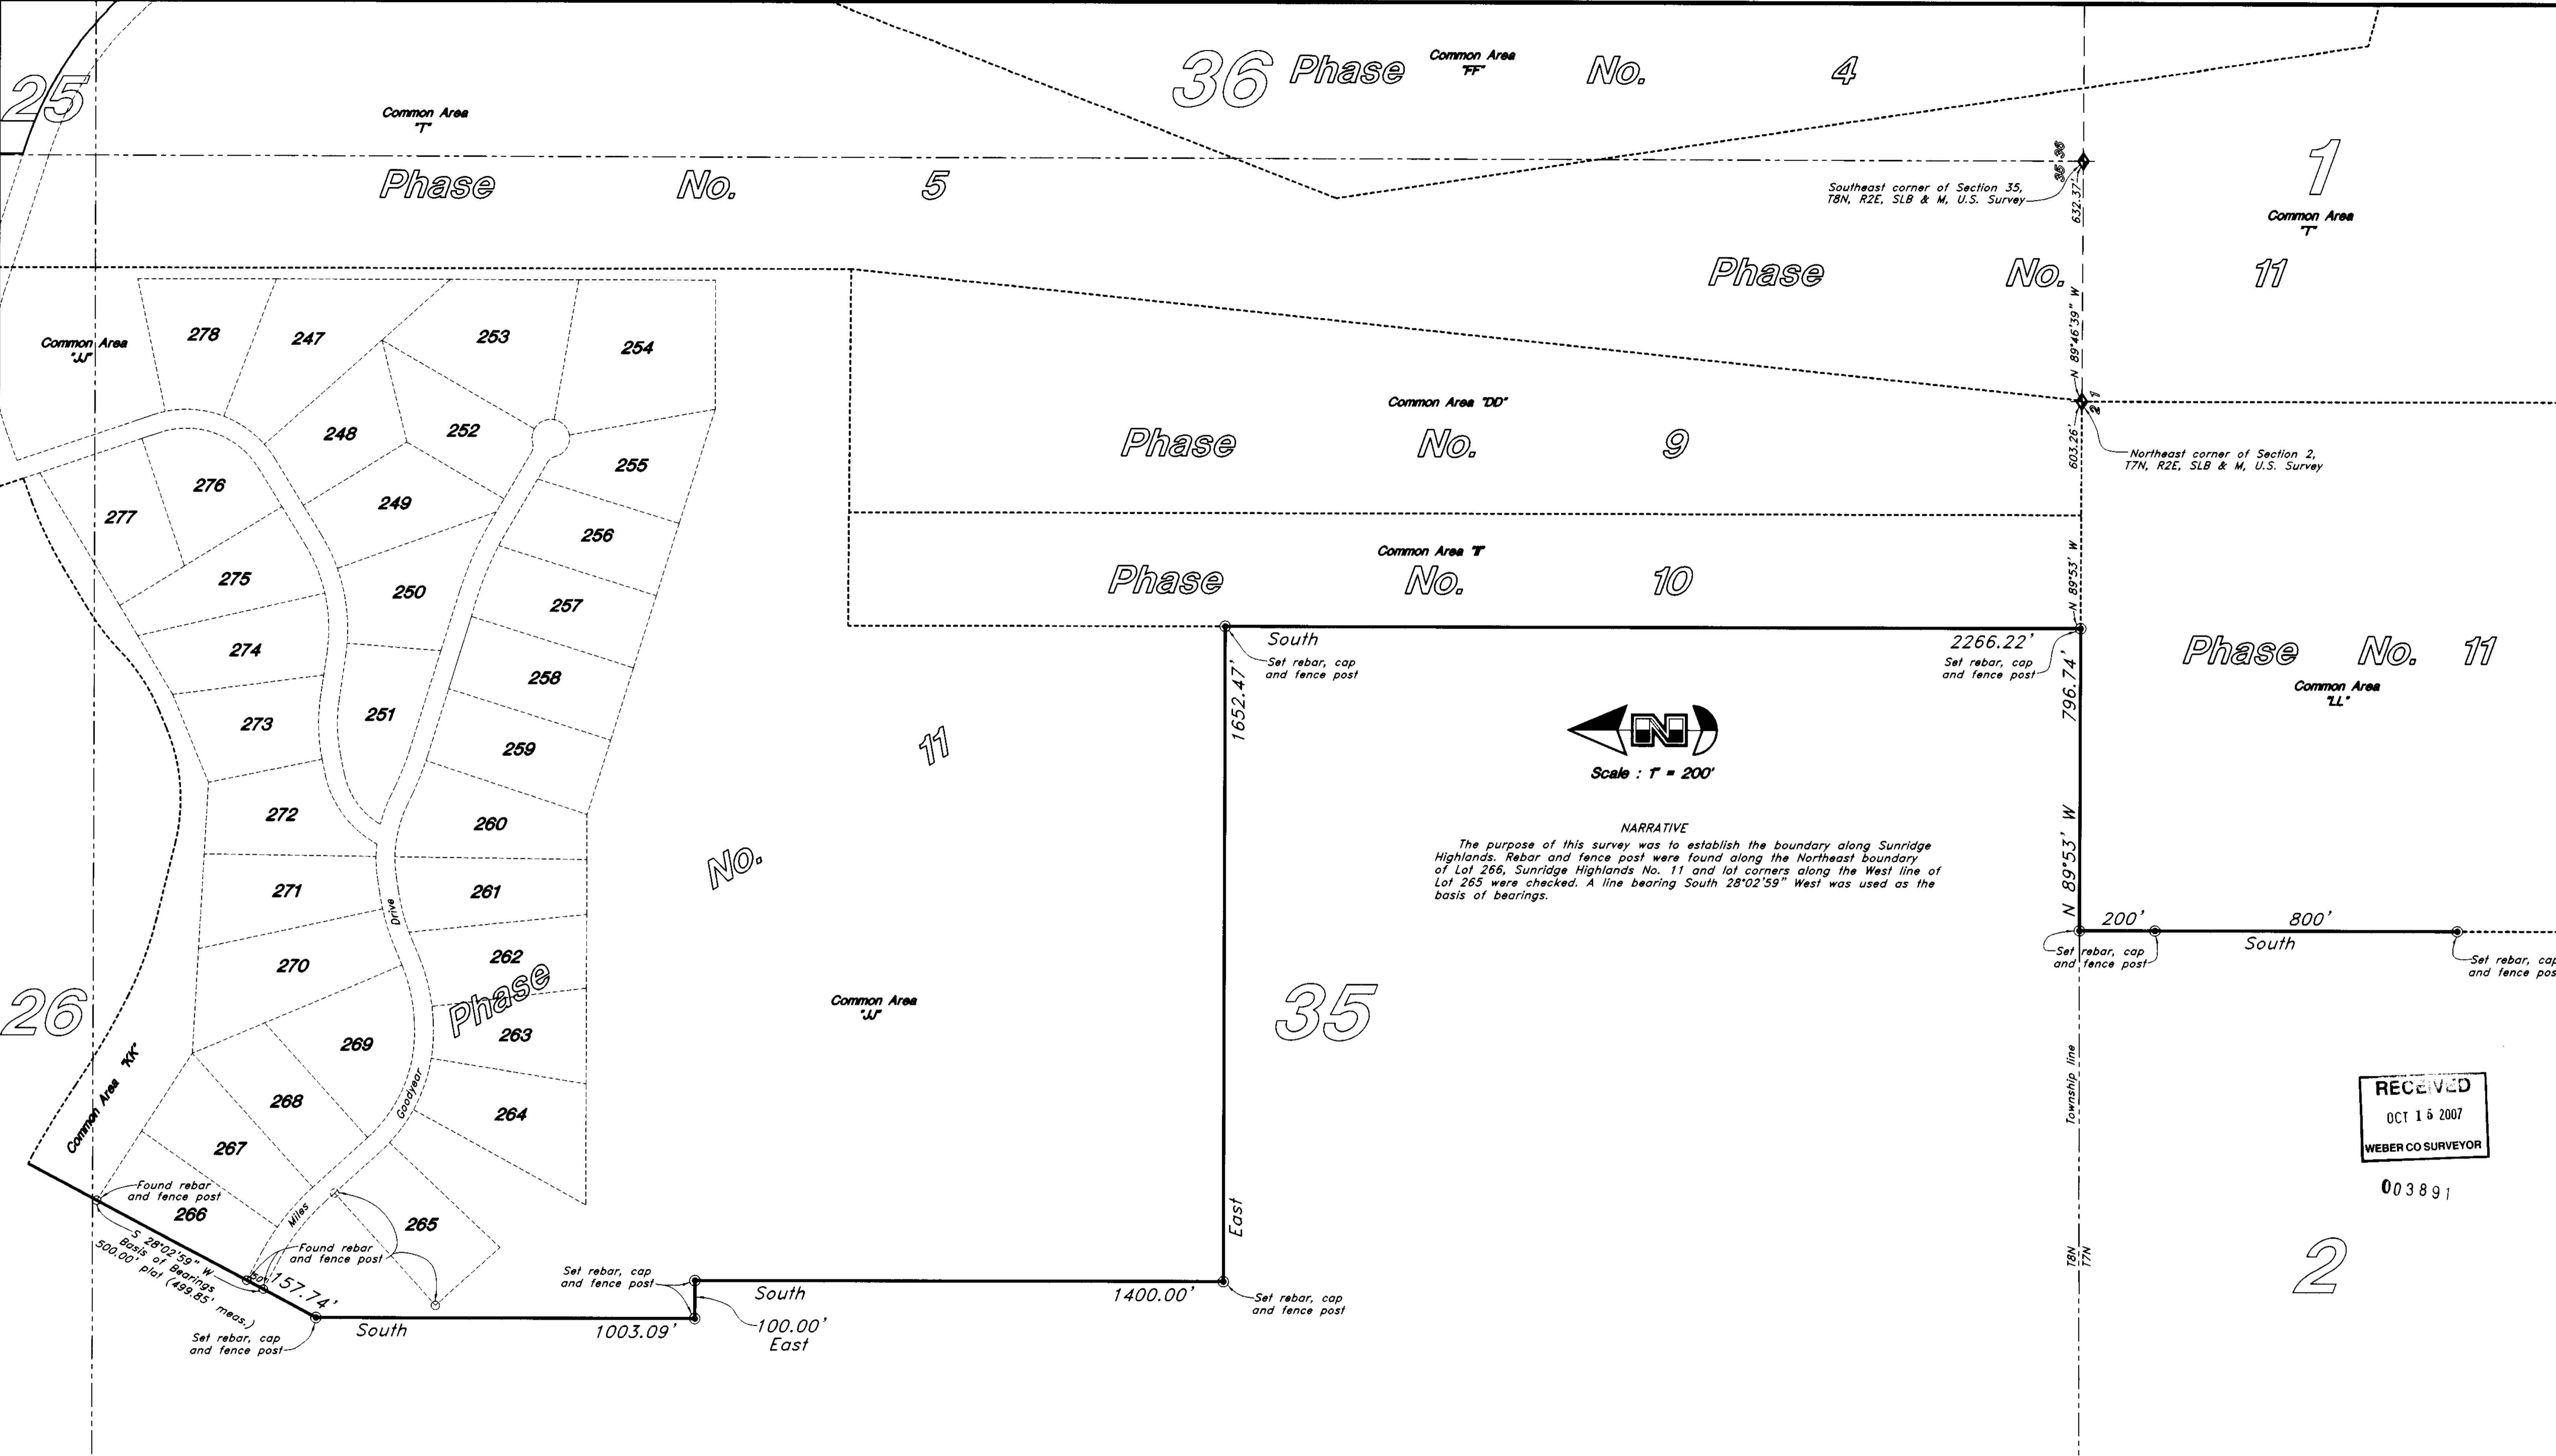 25
36
Phase No. 4
Common Area
"FF"
Common Area
"T"
Phase No. 5
35 36
632.37'
Southeast corner of Section 35,
T8N, R2E, SLB & M, U.S. Survey
1
Common Area
"T"
Phase No. 11
N 89°46'39" W
Common Area
"JJ"
278
247
253
254
248
252
255
276
277
249
256
275
250
257
274
258
273
251
259
272
260
271
261
270
262
269
263
268
264
267
266
265
Common Area "DD"
Phase No. 9
2 1
603.26'
Northeast corner of Section 2,
T7N, R2E, SLB & M, U.S. Survey
Common Area
Phase No. 10
N 89°53' W
South
2266.22'
Set rebar, cap
and fence post
Set rebar, cap
and fence post
1652.47'
796.74'
Phase No. 11
Common Area
"LL"
N
Scale : 1" = 200'
NARRATIVE
The purpose of this survey was to establish the boundary along Sunridge
Highlands. Rebar and fence post were found along the Northeast boundary
of Lot 266, Sunridge Highlands No. 11 and lot corners along the West line of
Lot 265 were checked. A line bearing South 28°02'59" West was used as the
basis of bearings.
N 89°53' W
200'
800'
South
Set rebar, cap
and fence post
Set rebar, cap
and fence pos
Phase No. 11
Drive
Goodyear
Miles
26
Common Area "KK"
Common Area
"JJ"
35
East
Township line
T8N
T7N
RECEIVED
OCT 15 2007
WEBER CO SURVEYOR
003891
2
Found rebar
and fence post
S 28°02'59" W
Basis of Bearings
500.00' plat (499.85' meas.)
Found rebar
and fence post
50'
157.74'
Set rebar, cap
and fence post
South
1003.09'
Set rebar, cap
and fence post
100.00'
East
South
1400.00'
Set rebar, cap
and fence post